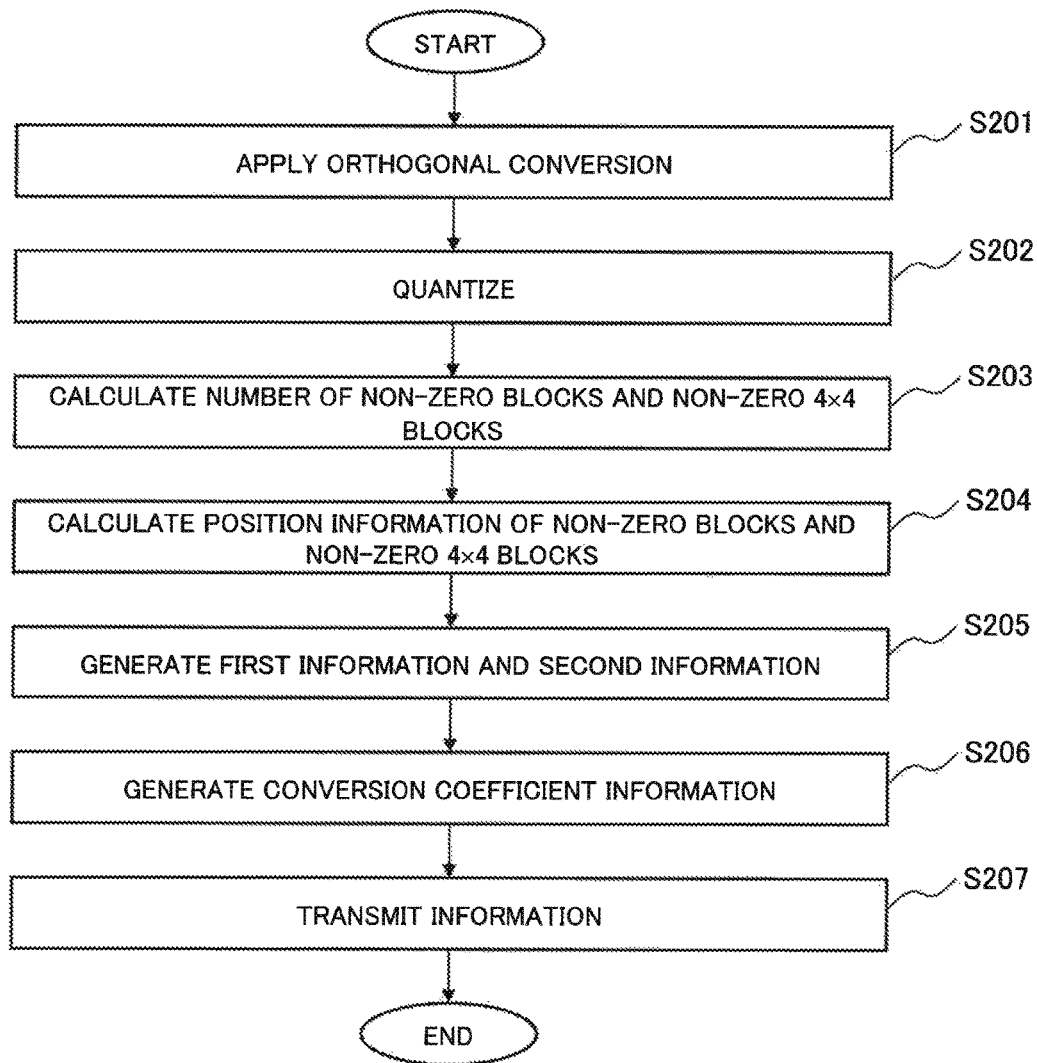 START
S201
APPLY ORTHOGONAL CONVERSION
S202
QUANTIZE
S203
CALCULATE NUMBER OF NON-ZERO BLOCKS AND NON-ZERO 4×4
BLOCKS
S204
CALCULATE POSITION INFORMATION OF NON-ZERO BLOCKS AND
NON-ZERO 4×4 BLOCKS
S205
GENERATE FIRST INFORMATION AND SECOND INFORMATION
S206
GENERATE CONVERSION COEFFICIENT INFORMATION
S207
TRANSMIT INFORMATION
END